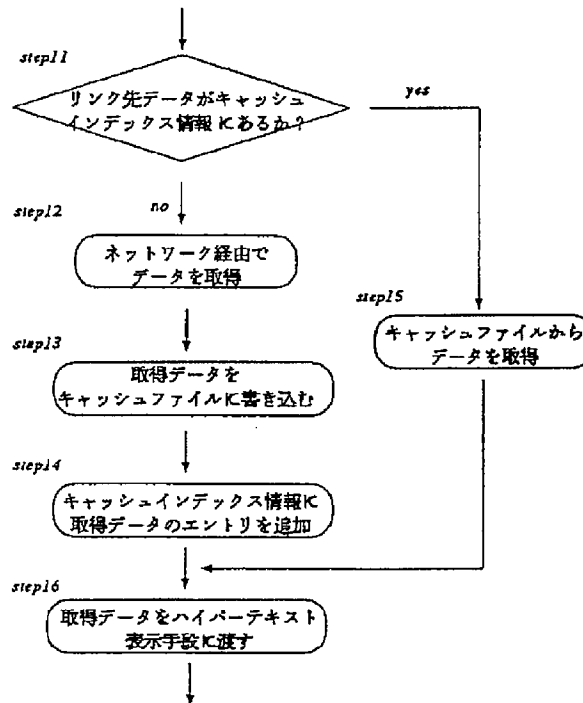 step11
リンク先データがキャッシュ
インデックス情報にあるか？
yes
no
step12
ネットワーク経由で
データを取得
step15
キャッシュファイルから
データを取得
step13
取得データを
キャッシュファイルに書き込む
step14
キャッシュインデックス情報に
取得データのエントリを追加
step16
取得データをハイパーテキスト
表示手段に渡す